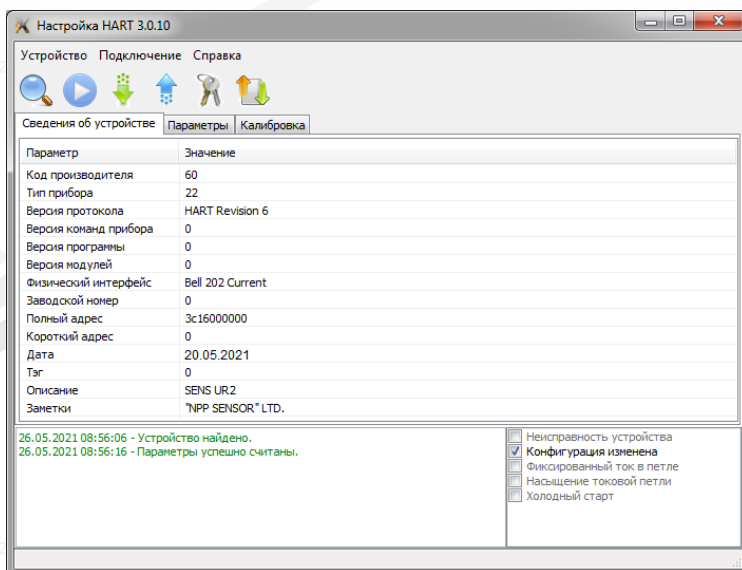 Настройка HART 3.0.10
Устройство Подключение Справка
Сведения об устройстве Параметры Калибровка
Параметр Значение
Код производителя 60
Тип прибора 22
Версия протокола HART Revision 6
Версия команд прибора 0
Версия программы 0
Версия модулей 0
Физический интерфейс Bell 202 Current
Заводской номер 0
Полный адрес 3c16000000
Короткий адрес 0
Дата 20.05.2021
Тэг 0
Описание SENS UR2
Заметки "NPP SENSOR" LTD.
26.05.2021 08:56:06 - Устройство найдено.
26.05.2021 08:56:16 - Параметры успешно считаны.
Неисправность устройства
Конфигурация изменена
Фиксированный ток в петле
Насыщение токовой петли
Холодный старт